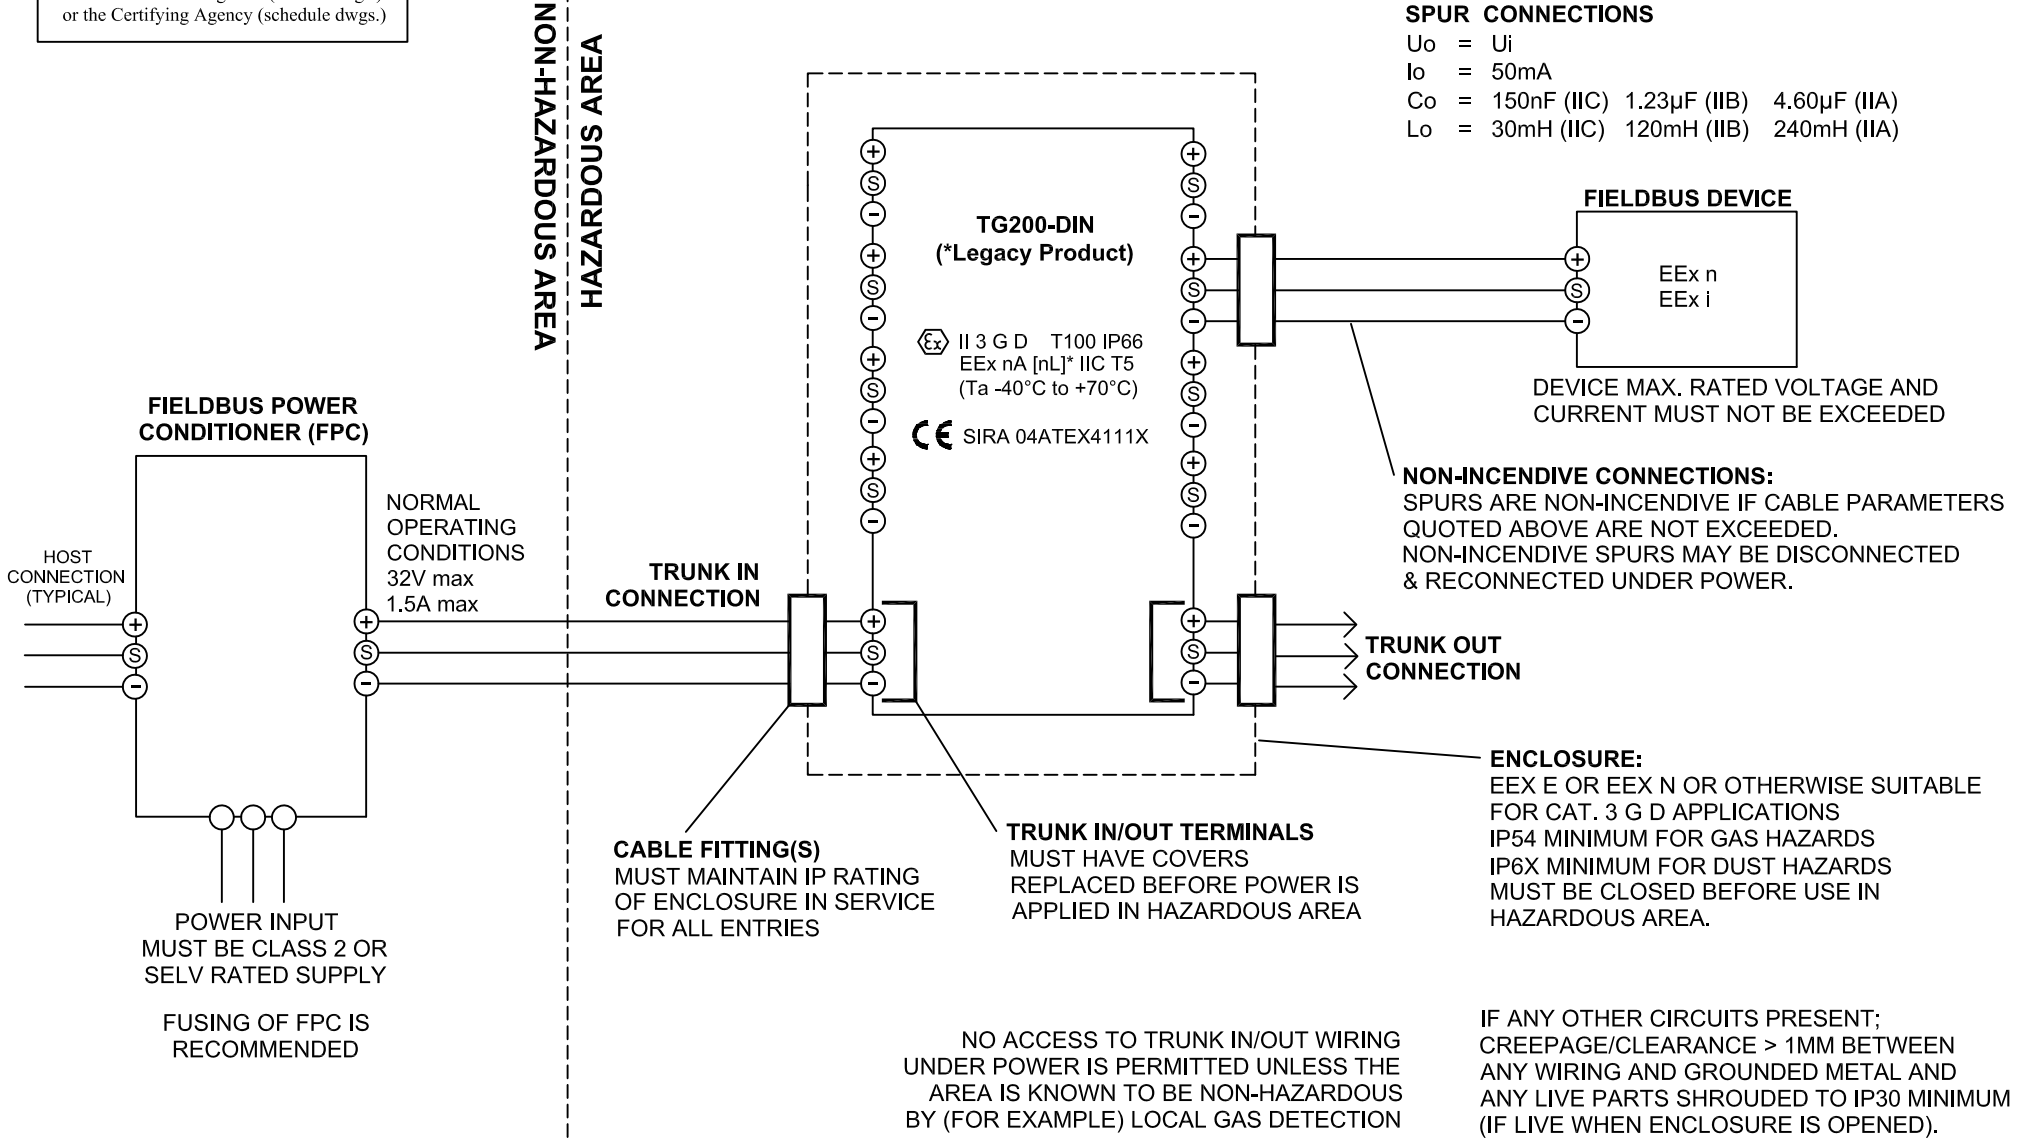 or the Certifying Agency (schedule dwgs.)
NON-HAZARDOUS AREA
HAZARDOUS AREA
SPUR CONNECTIONS
Uo = Ui
Io = 50mA
Co = 150nF (IIC) 1.23µF (IIB) 4.60µF (IIA)
Lo = 30mH (IIC) 120mH (IIB) 240mH (IIA)
TG200-DIN
(*Legacy Product)
Ex II 3 G D T100 IP66
EEx nA [nL]* IIC T5
(Ta -40°C to +70°C)
CE SIRA 04ATEX4111X
+
S
-
+
S
-
+
S
-
+
S
-
+
S
-
+
S
-
+
S
-
+
S
-
FIELDBUS DEVICE
+
S
-
EEx n
EEx i
DEVICE MAX. RATED VOLTAGE AND
CURRENT MUST NOT BE EXCEEDED
NON-INCENDIVE CONNECTIONS:
SPURS ARE NON-INCENDIVE IF CABLE PARAMETERS
QUOTED ABOVE ARE NOT EXCEEDED.
NON-INCENDIVE SPURS MAY BE DISCONNECTED
& RECONNECTED UNDER POWER.
FIELDBUS POWER
CONDITIONER (FPC)
NORMAL
OPERATING
CONDITIONS
32V max
1.5A max
HOST
CONNECTION
(TYPICAL)
+
S
-
+
S
-
TRUNK IN
CONNECTION
+
S
-
+
S
-
TRUNK OUT
CONNECTION
ENCLOSURE:
EEX E OR EEX N OR OTHERWISE SUITABLE
FOR CAT. 3 G D APPLICATIONS
IP54 MINIMUM FOR GAS HAZARDS
IP6X MINIMUM FOR DUST HAZARDS
MUST BE CLOSED BEFORE USE IN
HAZARDOUS AREA.
CABLE FITTING(S)
MUST MAINTAIN IP RATING
OF ENCLOSURE IN SERVICE
FOR ALL ENTRIES
TRUNK IN/OUT TERMINALS
MUST HAVE COVERS
REPLACED BEFORE POWER IS
APPLIED IN HAZARDOUS AREA
POWER INPUT
MUST BE CLASS 2 OR
SELV RATED SUPPLY
FUSING OF FPC IS
RECOMMENDED
NO ACCESS TO TRUNK IN/OUT WIRING
UNDER POWER IS PERMITTED UNLESS THE
AREA IS KNOWN TO BE NON-HAZARDOUS
BY (FOR EXAMPLE) LOCAL GAS DETECTION
IF ANY OTHER CIRCUITS PRESENT;
CREEPAGE/CLEARANCE > 1MM BETWEEN
ANY WIRING AND GROUNDED METAL AND
ANY LIVE PARTS SHROUDED TO IP30 MINIMUM
(IF LIVE WHEN ENCLOSURE IS OPENED).